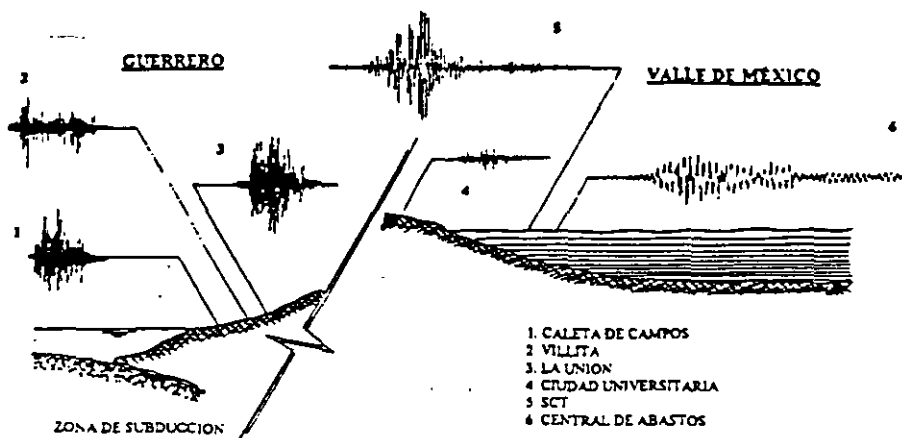 GUERRERO
VALLE DE MÉXICO
5
2
3
4
6
1
1. CALETA DE CAMPOS
2 VILLITA
3. LA UNION
4 CIUDAD UNIVERSITARIA
5 SCT
6 CENTRAL DE ABASTOS
ZONA DE SUBDUCCION